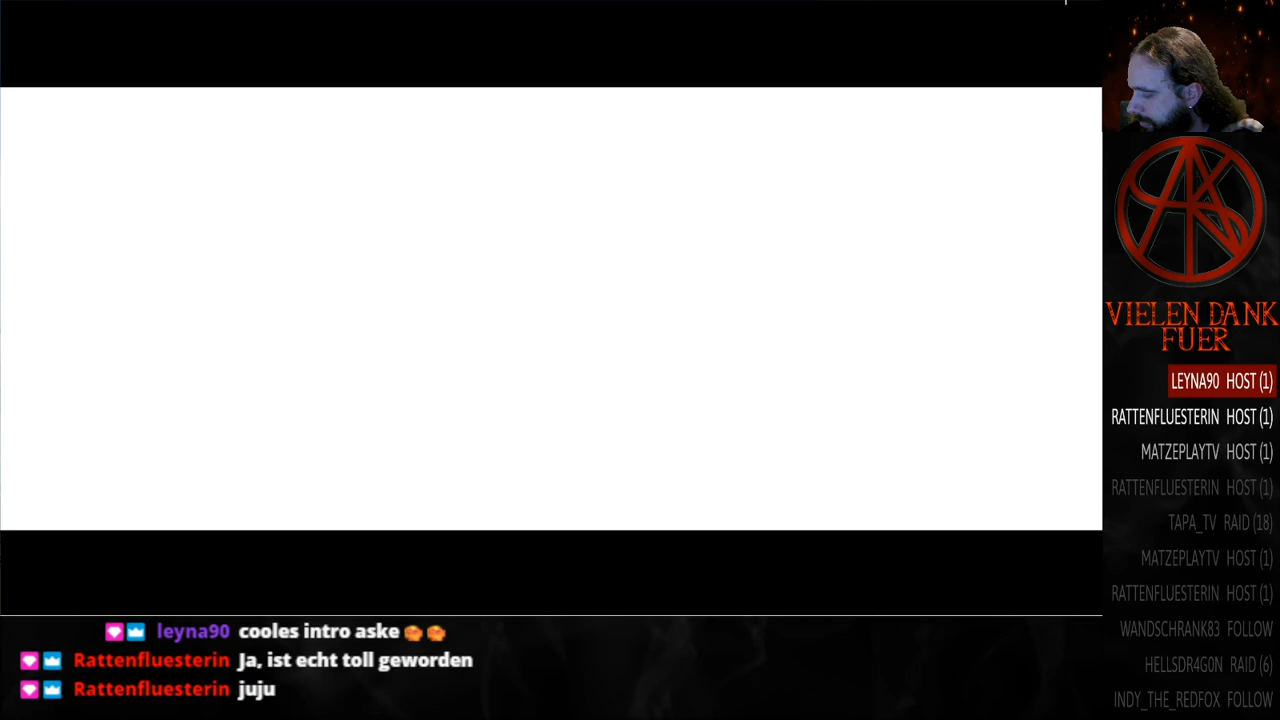 VIELEN DANK
FUER
LEYNA90 HOST (1)
RATTENFLUESTERIN HOST (1)
MATZEPLAYTV HOST (1)
RATTENFLUESTERIN HOST (1)
TAPA_TV RAID (18)
MATZEPLAYTV HOST (1)
RATTENFLUESTERIN HOST (1)
WANDSCHRANK83 FOLLOW
HELLSDR4G0N RAID (6)
INDY_THE_REDFOX FOLLOW
leyna90 cooles intro aske
Rattenfluesterin Ja, ist echt toll geworden
Rattenfluesterin juju